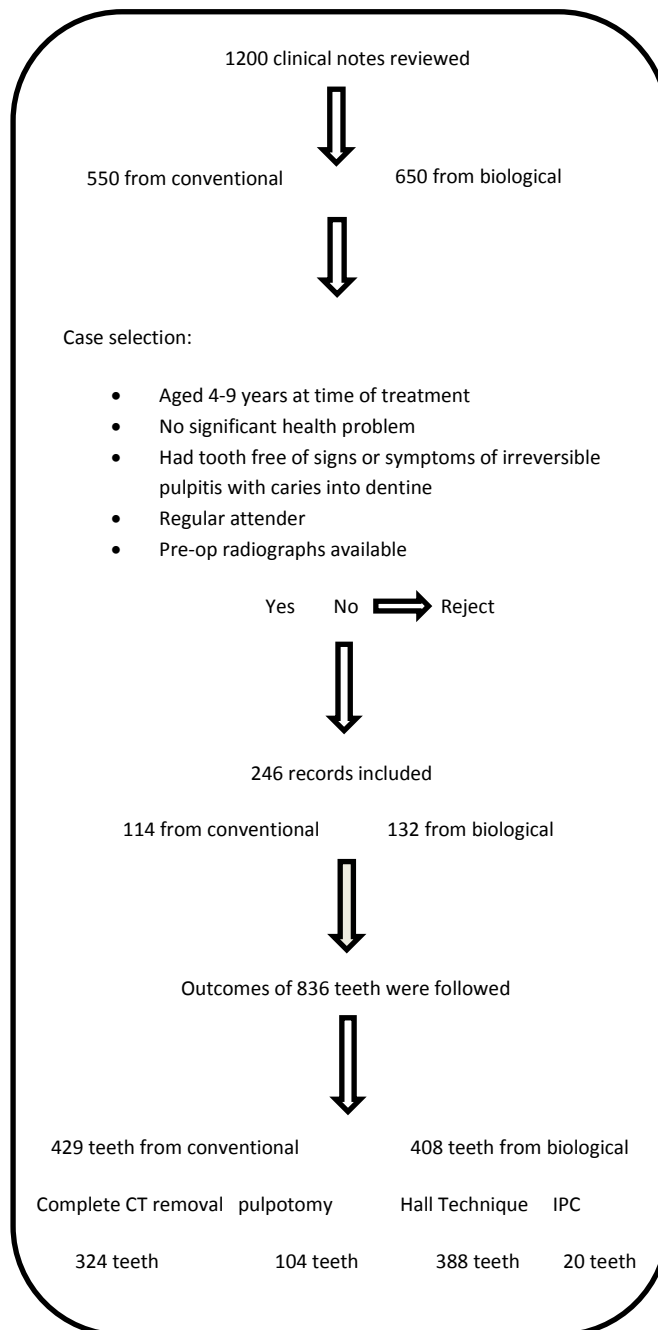 1200 clinical notes reviewed
550 from conventional 650 from biological
Case selection:
• Aged 4-9 years at time of treatment
• No significant health problem
• Had tooth free of signs or symptoms of irreversible
pulpitis with caries into dentine
• Regular attender
• Pre-op radiographs available
Yes No Reject
246 records included
114 from conventional 132 from biological
Outcomes of 836 teeth were followed
429 teeth from conventional 408 teeth from biological
Complete CT removal pulpotomy Hall Technique IPC
324 teeth 104 teeth 388 teeth 20 teeth